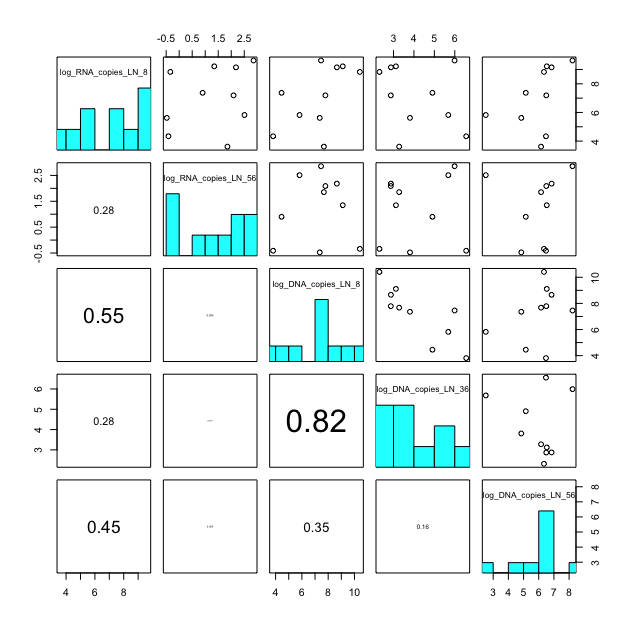 -0.5 0.5 1.5 2.5
3 4 5 6
log_RNA_copies_LN_8
4 6 8
log_RNA_copies_LN_56
-0.5 0.5 1.5 2.5
0.28
0.55
log_DNA_copies_LN_8
4 6 8 10
3 4 5 6
0.28
0.82
log_DNA_copies_LN_36
0.45
0.35
0.16
log_DNA_copies_LN_56
3 4 5 6 7 8
4 6 8
4 6 8 10
3 4 5 6 7 8